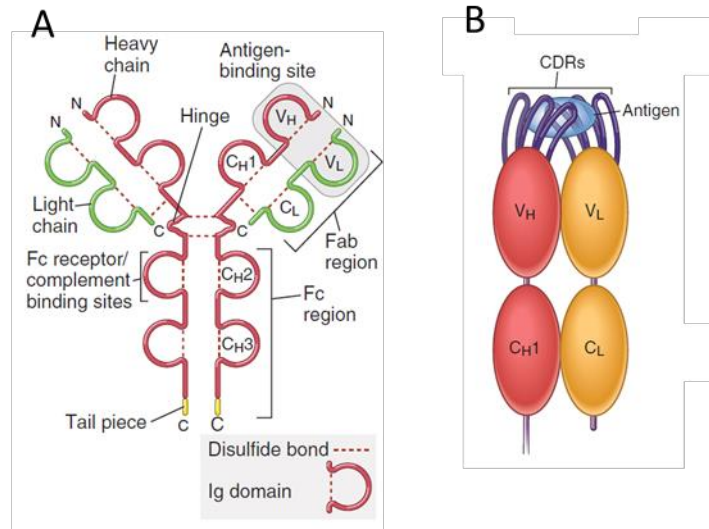 A
Heavy
chain
Antigen-
binding site
N
N
Hinge
VH
N
N
CH1
VL
CL
Light
chain
C
C
Fab
region
Fc receptor/
complement
binding sites
CH2
Fc
region
CH3
Tail piece
C
C
Disulfide bond
Ig domain
B
CDRs
Antigen
VH
VL
CH1
CL